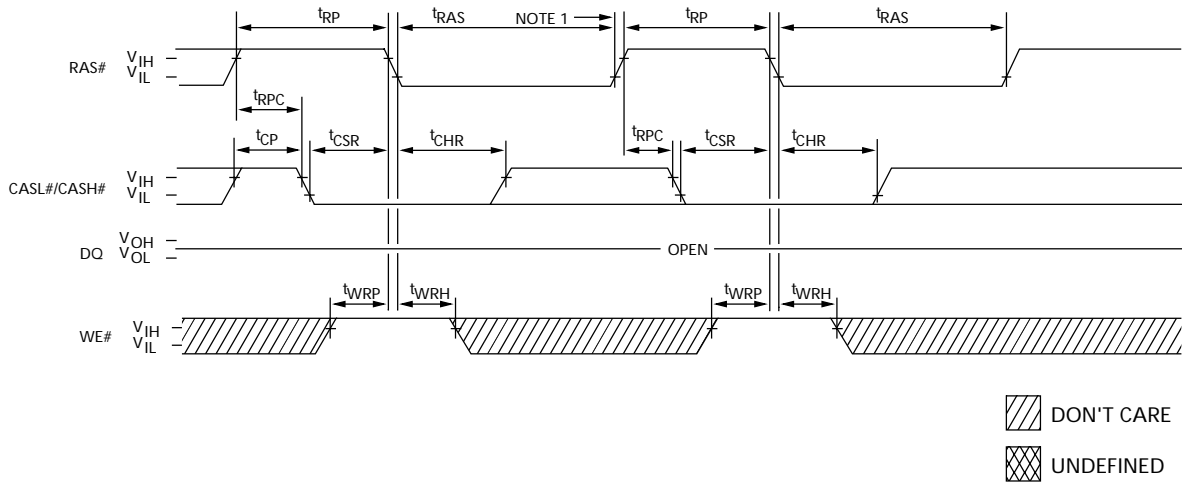 tRP tRAS NOTE 1 tRP tRAS
RAS# VIH
VIL
tRPC
tCP tCSR tCHR tRPC tCSR tCHR
CASL#/CASH# VIH
VIL
DQ VOH
VOL
OPEN
tWRP tWRH tWRP tWRH
WE# VIH
VIL
DON'T CARE
UNDEFINED